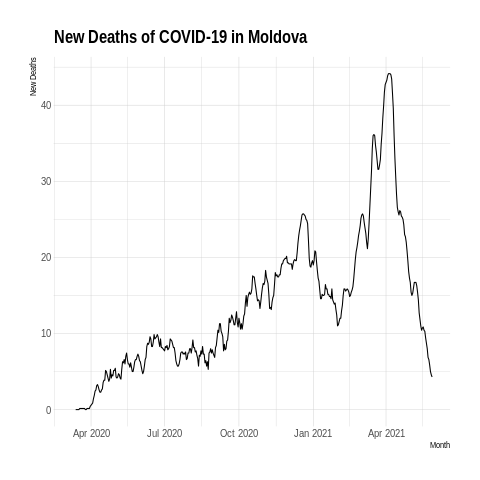 New Deaths of COVID-19 in Moldova
New Deaths
40
30
20
10
0
Apr 2020
Jul 2020
Oct 2020
Jan 2021
Apr 2021
Month